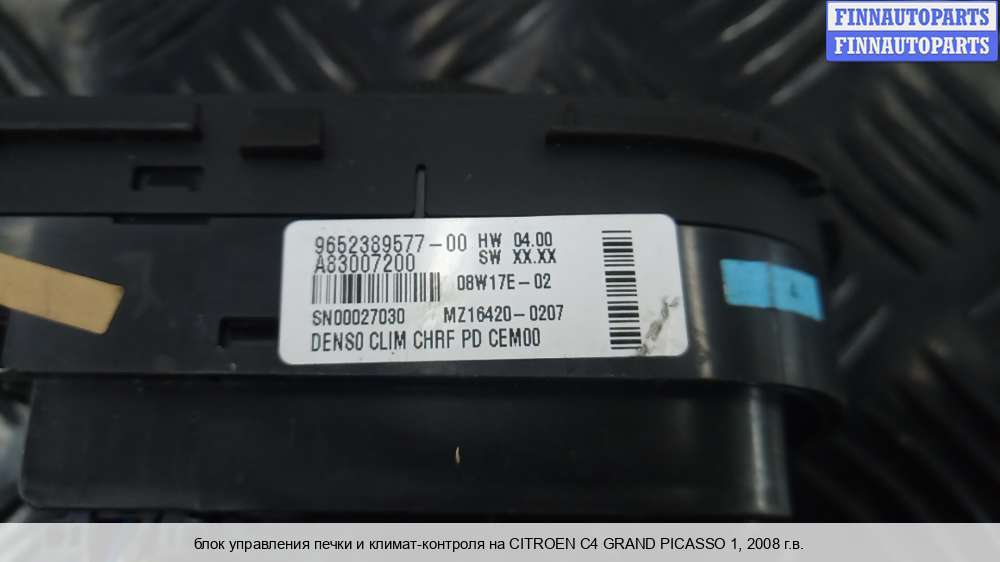 FINNAUTOPARTS
FINNAUTOPARTS
9652389577-00 HW 04.00
A83007200 SW XX.XX
08W17E-02
SN00027030 MZ16420-0207
DENSO CLIM CHRF PD CEM00
блок управления печки и климат-контроля на CITROEN C4 GRAND PICASSO 1, 2008 г.в.